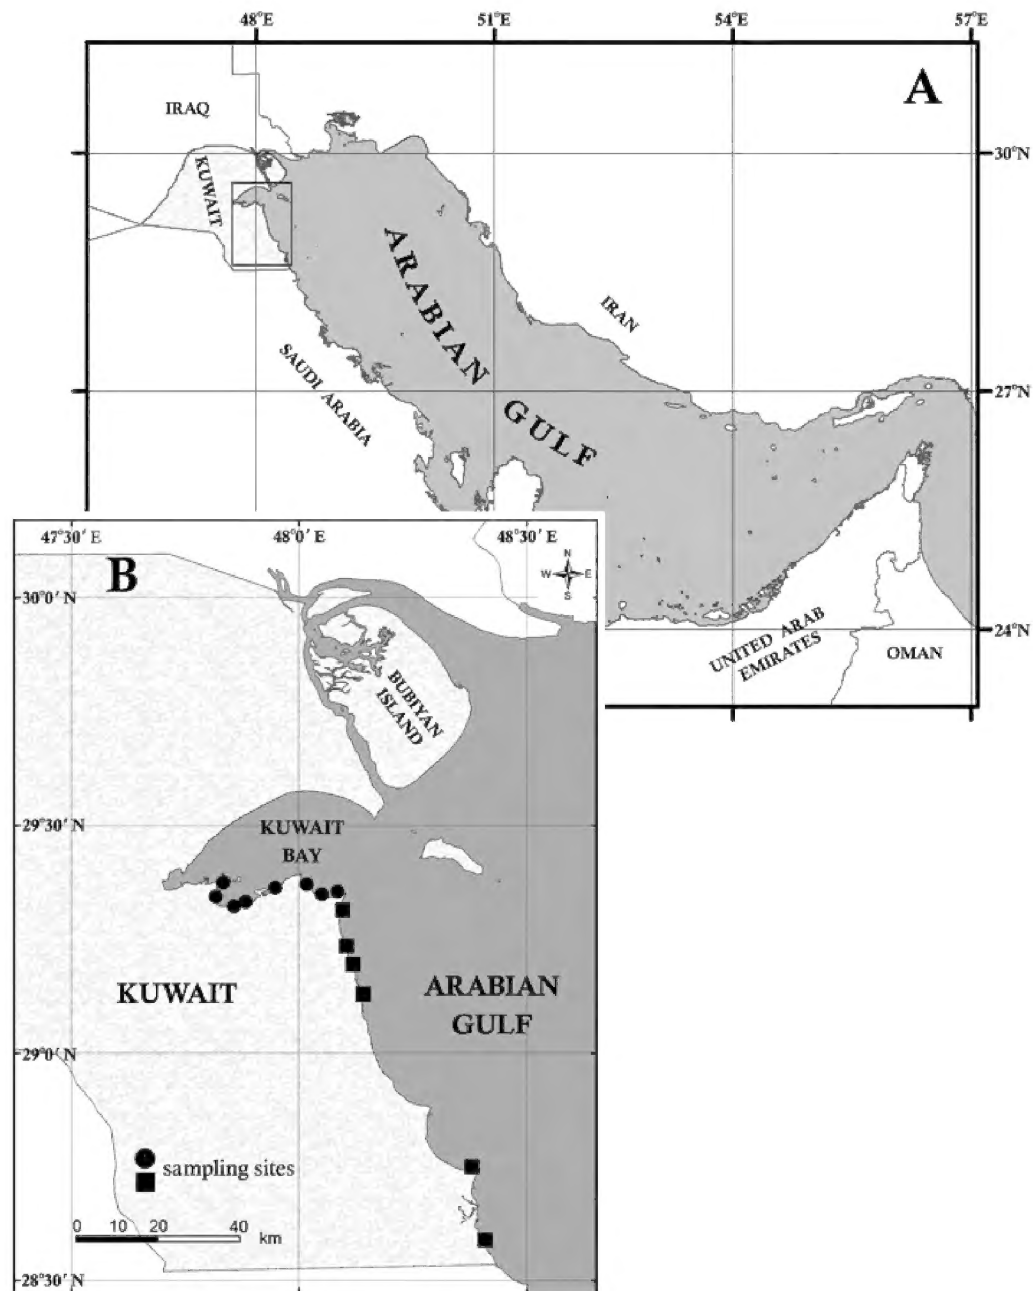 48°E 51°E 54°E 57°E
A
IRAQ
30°N
KUWAIT
ARABIAN
GULF
IRAN
SAUDI ARABIA
27°N
24°N
UNITED ARAB
EMIRATES
OMAN
47°30′ E 48°0′ E 48°30′ E
B
N
W E
S
30°0′ N
BUBIYAN
ISLAND
29°30′ N
KUWAIT
BAY
KUWAIT
ARABIAN
GULF
29°0′ N
sampling sites
0 10 20 40
km
28°30′ N